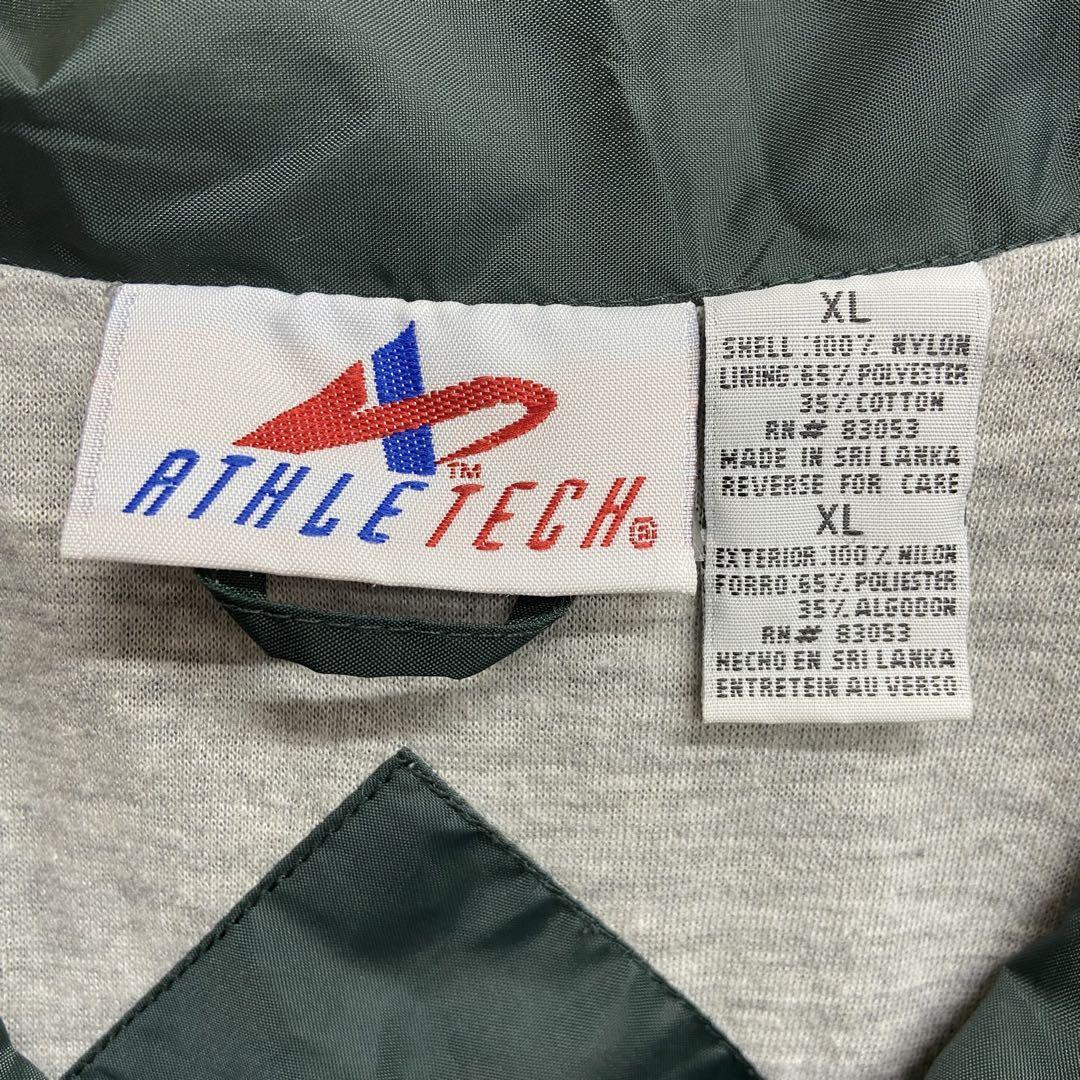 ATHLETECH®
TM
XL
SHELL:100% NYLON
LINING:65% POLYESTER
35% COTTON
RN# 83053
MADE IN SRI LANKA
REVERSE FOR CARE
XL
EXTERIOR:100% NILON
FORRO:65% POLIESTER
35% ALGODON
RN# 83053
HECHO EN SRI LANKA
ENTRETEIN AU VERSO